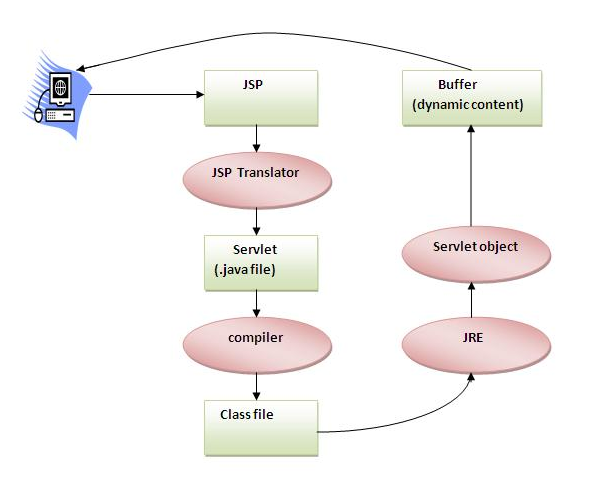 JSP
JSP Translator
Servlet
(.java file)
compiler
Class file
Buffer
(dynamic content)
Servlet object
JRE